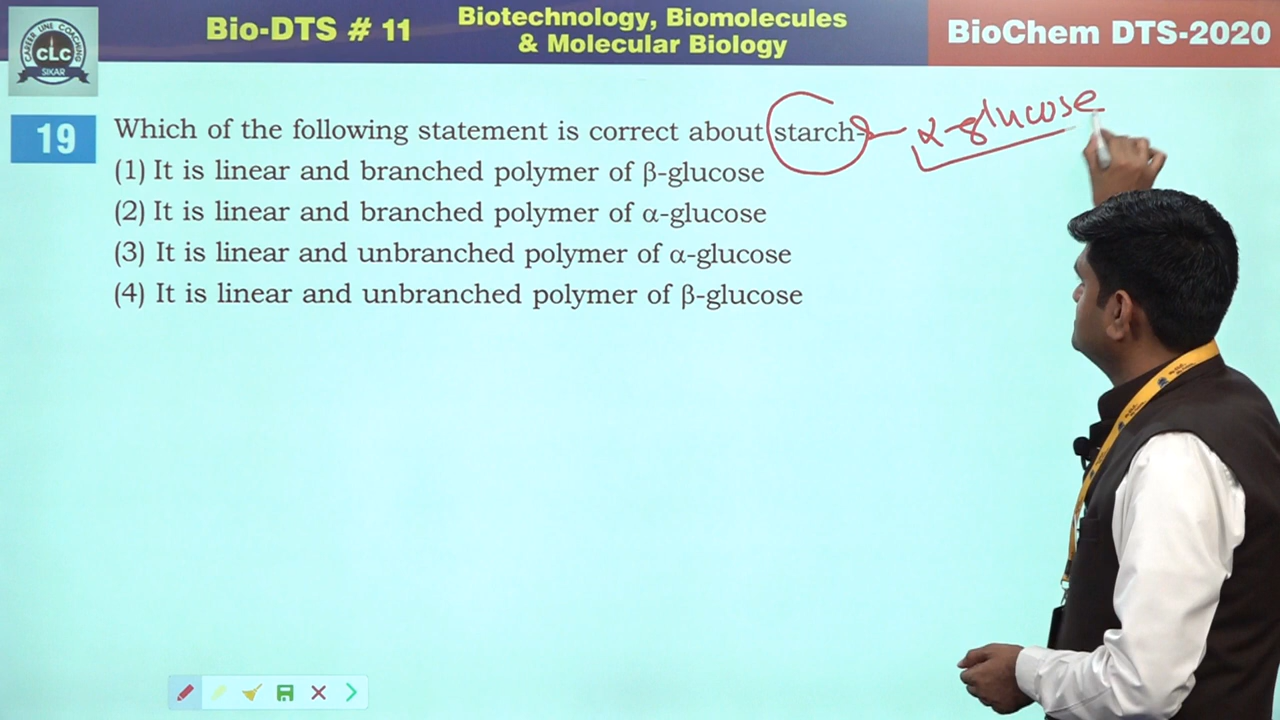 CAREER LINE COACHING
CLC
SIKAR
Bio-DTS # 11
Biotechnology, Biomolecules
& Molecular Biology
BioChem DTS-2020
19
Which of the following statement is correct about starch- α-glucose
(1) It is linear and branched polymer of β-glucose
(2) It is linear and branched polymer of α-glucose
(3) It is linear and unbranched polymer of α-glucose
(4) It is linear and unbranched polymer of β-glucose